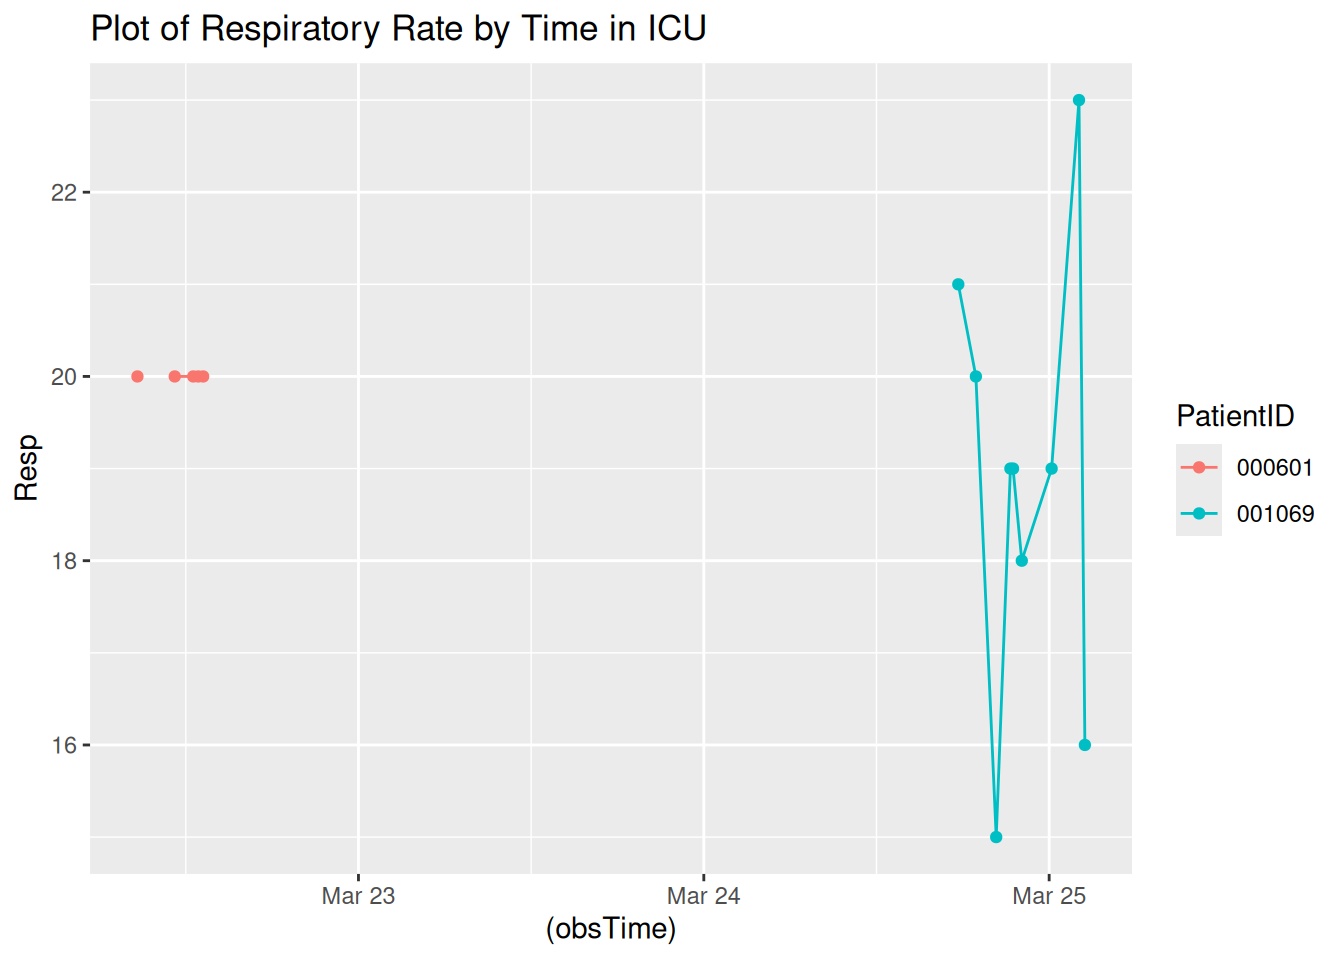 Plot of Respiratory Rate by Time in ICU
22
20
18
16
Resp
Mar 23
Mar 24
Mar 25
(obsTime)
PatientID
000601
001069